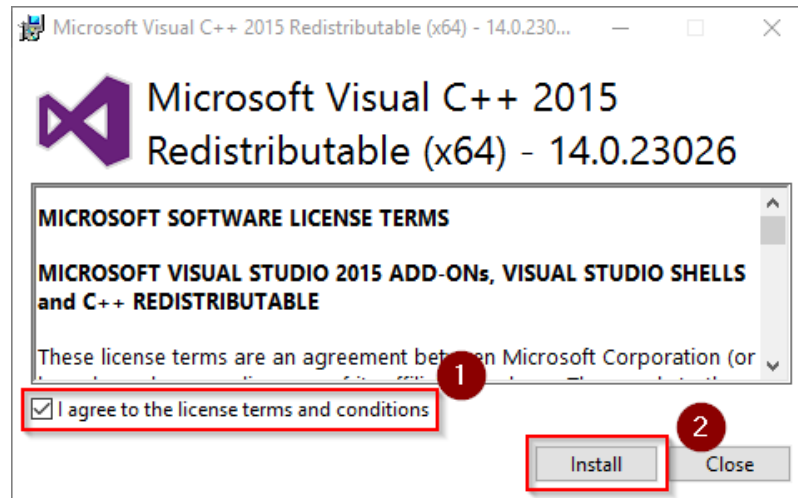 Microsoft Visual C++ 2015 Redistributable (x64) - 14.0.230...
Microsoft Visual C++ 2015
Redistributable (x64) - 14.0.23026
MICROSOFT SOFTWARE LICENSE TERMS
MICROSOFT VISUAL STUDIO 2015 ADD-ONs, VISUAL STUDIO SHELLS
and C++ REDISTRIBUTABLE
These license terms are an agreement between Microsoft Corporation (or
1
I agree to the license terms and conditions
2
Install
Close